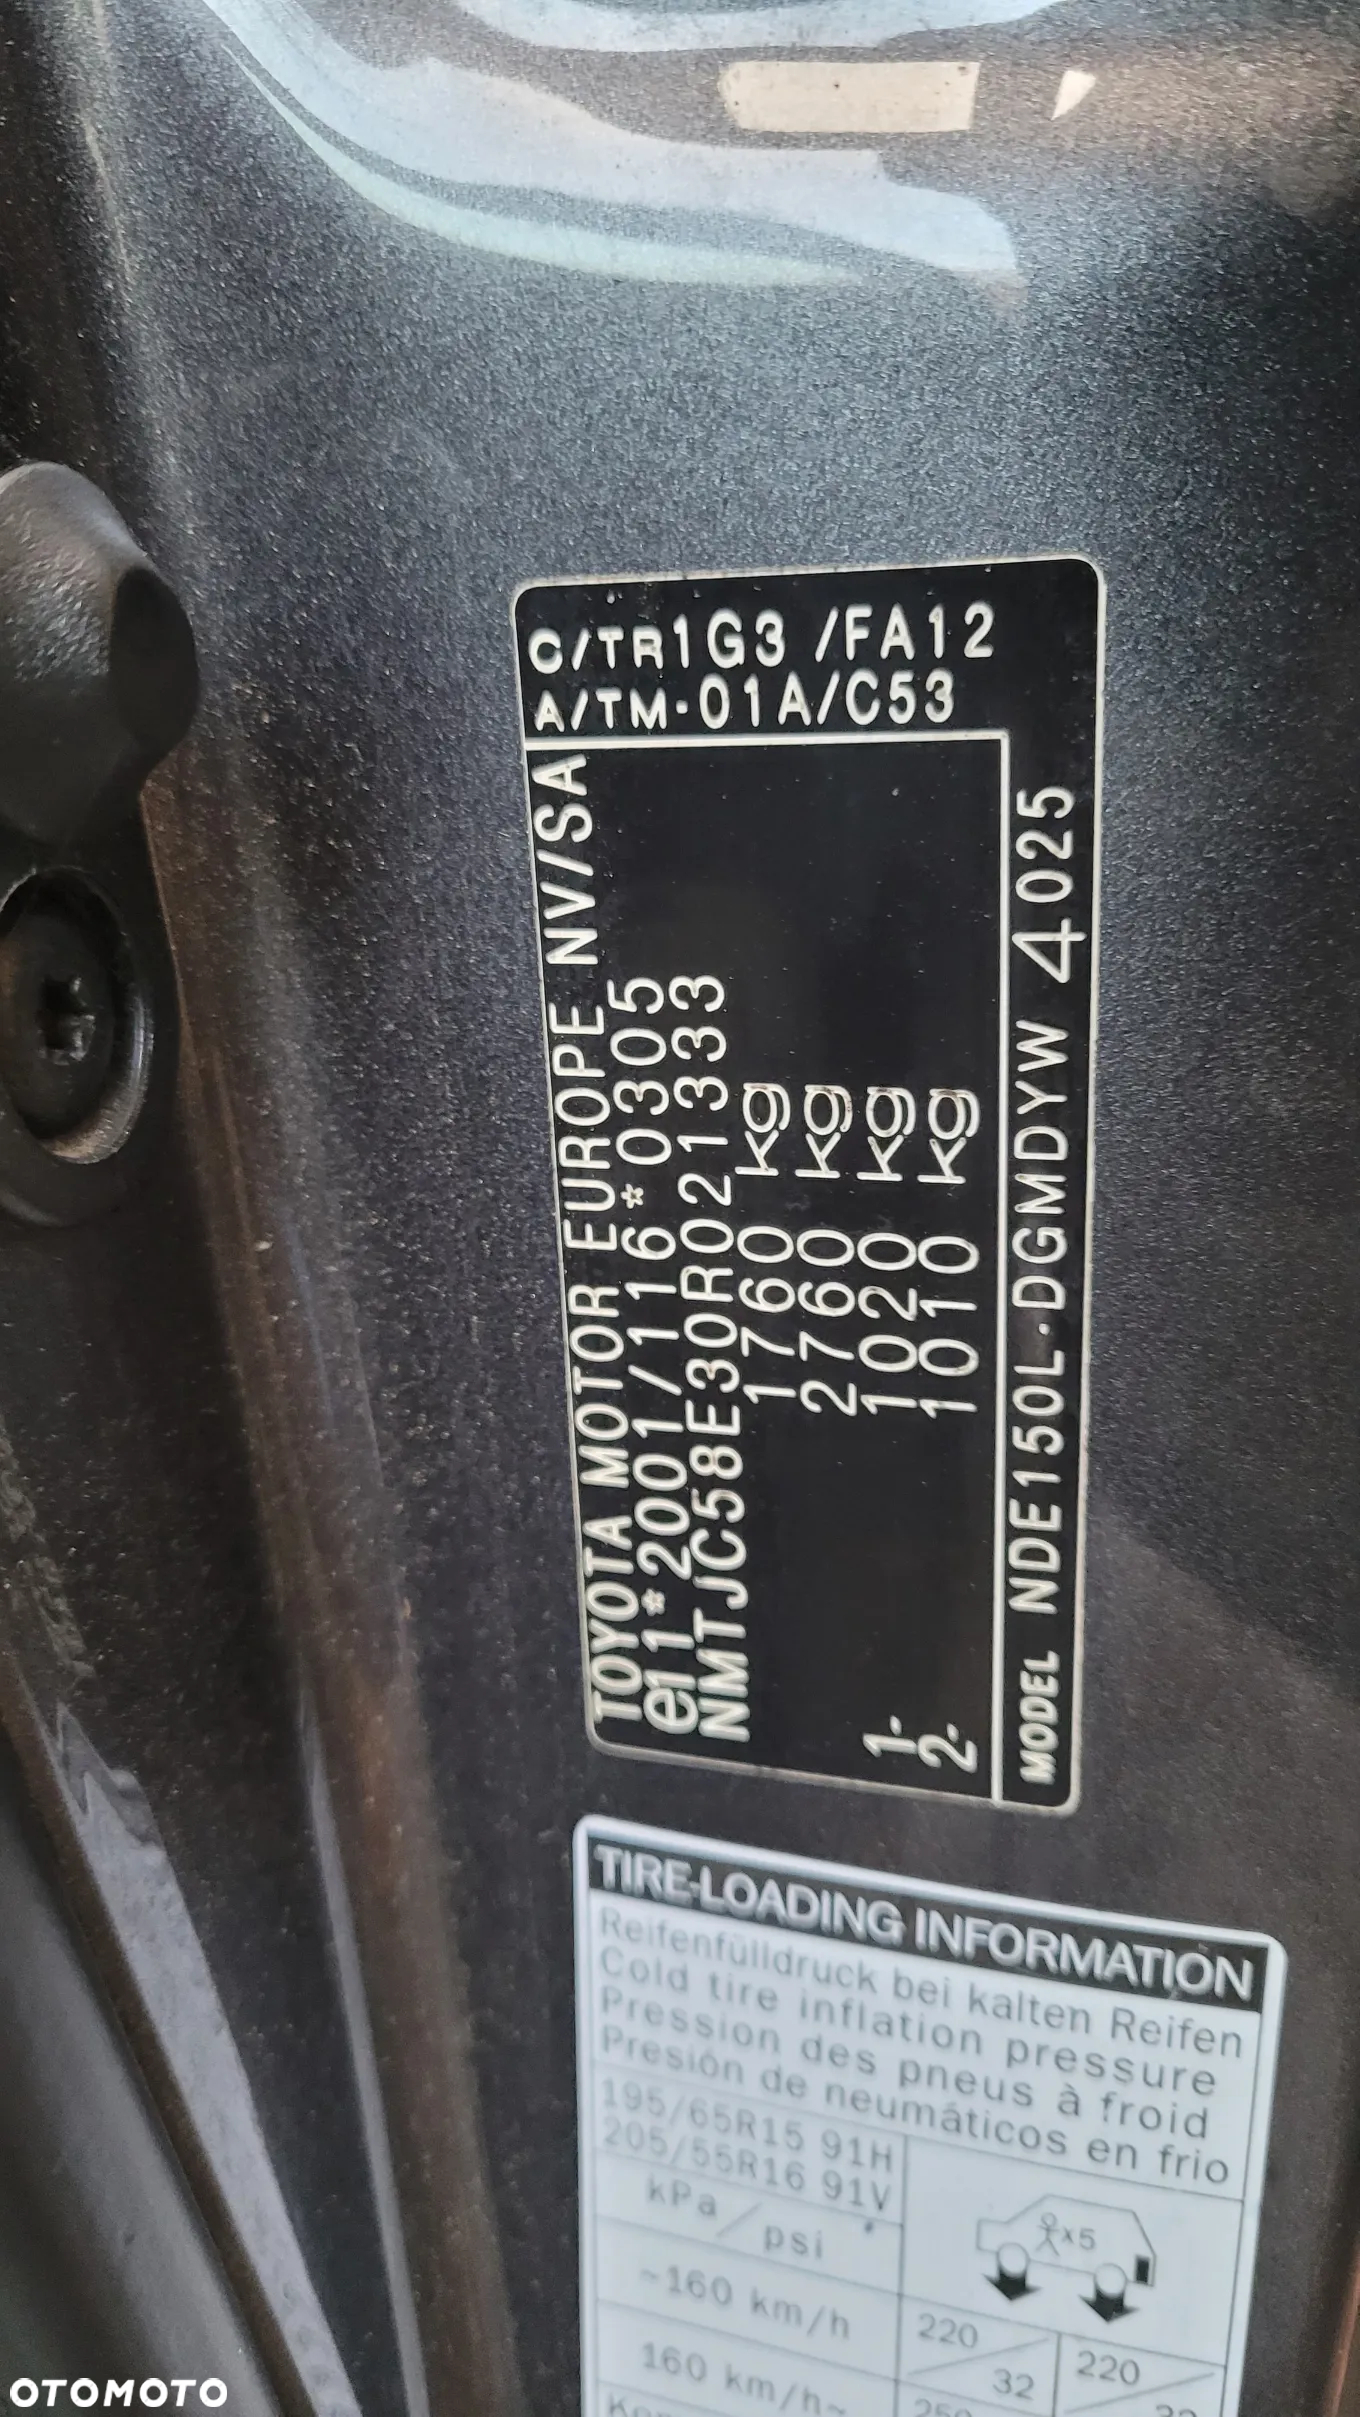 C/TR1G3 /FA12
A/TM-01A/C53
TOYOTA MOTOR EUROPE NV/SA
e11*2001/116*0305
NMTJC58E30R021333
1760 kg
2760 kg
1- 1020 kg
2- 1010 kg
MODEL NDE150L-DGMDYW 4025
TIRE-LOADING INFORMATION
Reifenfülldruck bei kalten Reifen
Cold tire inflation pressure
Pression des pneus à froid
Presión de neumáticos en frio
195/65R15 91H
205/55R16 91V
kPa / psi
x5
~160 km/h 220 / 32 220
160 km/h~
OTOMOTO